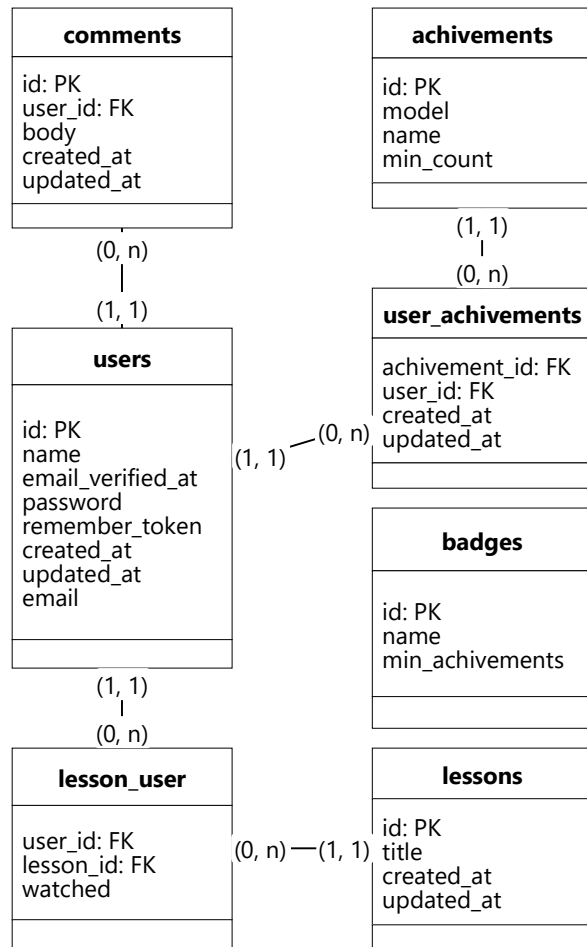 comments
id: PK
user_id: FK
body
created_at
updated_at
(0, n)
(1, 1)
achivements
id: PK
model
name
min_count
(1, 1)
(0, n)
users
id: PK
name
email_verified_at
password
remember_token
created_at
updated_at
email
(1, 1)
(0, n)
user_achivements
achivement_id: FK
user_id: FK
created_at
updated_at
badges
id: PK
name
min_achivements
(1, 1)
(0, n)
lesson_user
user_id: FK
lesson_id: FK
watched
(0, n)
(1, 1)
lessons
id: PK
title
created_at
updated_at